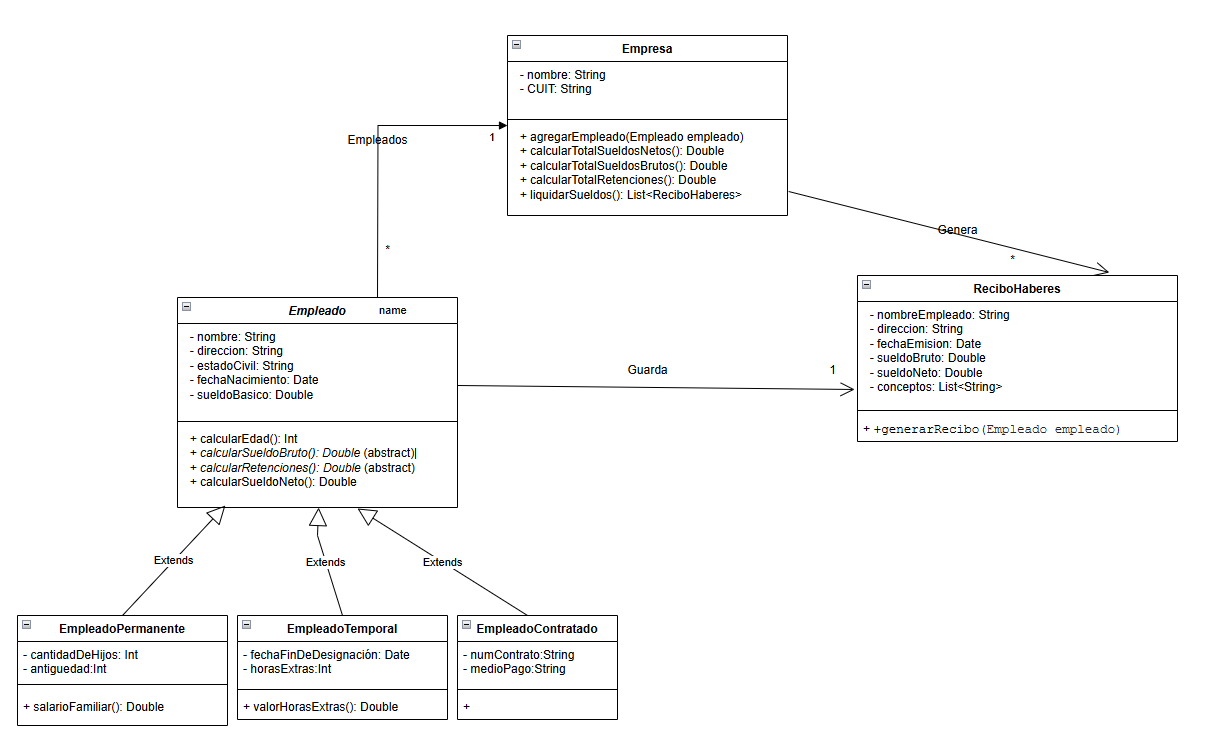 Empresa
- nombre: String
- CUIT: String
+ agregarEmpleado(Empleado empleado)
+ calcularTotalSueldosNetos(): Double
+ calcularTotalSueldosBrutos(): Double
+ calcularTotalRetenciones(): Double
+ liquidarSueldos(): List<ReciboHaberes>
Empleados
1
*
Genera
*
Empleado
name
- nombre: String
- direccion: String
- estadoCivil: String
- fechaNacimiento: Date
- sueldoBasico: Double
+ calcularEdad(): Int
+ calcularSueldoBruto(): Double (abstract)|
+ calcularRetenciones(): Double (abstract)
+ calcularSueldoNeto(): Double
Guarda
1
ReciboHaberes
- nombreEmpleado: String
- direccion: String
- fechaEmision: Date
- sueldoBruto: Double
- sueldoNeto: Double
- conceptos: List<String>
+ +generarRecibo(Empleado empleado)
Extends
Extends
Extends
EmpleadoPermanente
- cantidadDeHijos: Int
- antiguedad:Int
+ salarioFamiliar(): Double
EmpleadoTemporal
- fechaFinDeDesignación: Date
- horasExtras:Int
+ valorHorasExtras(): Double
EmpleadoContratado
- numContrato:String
- medioPago:String
+